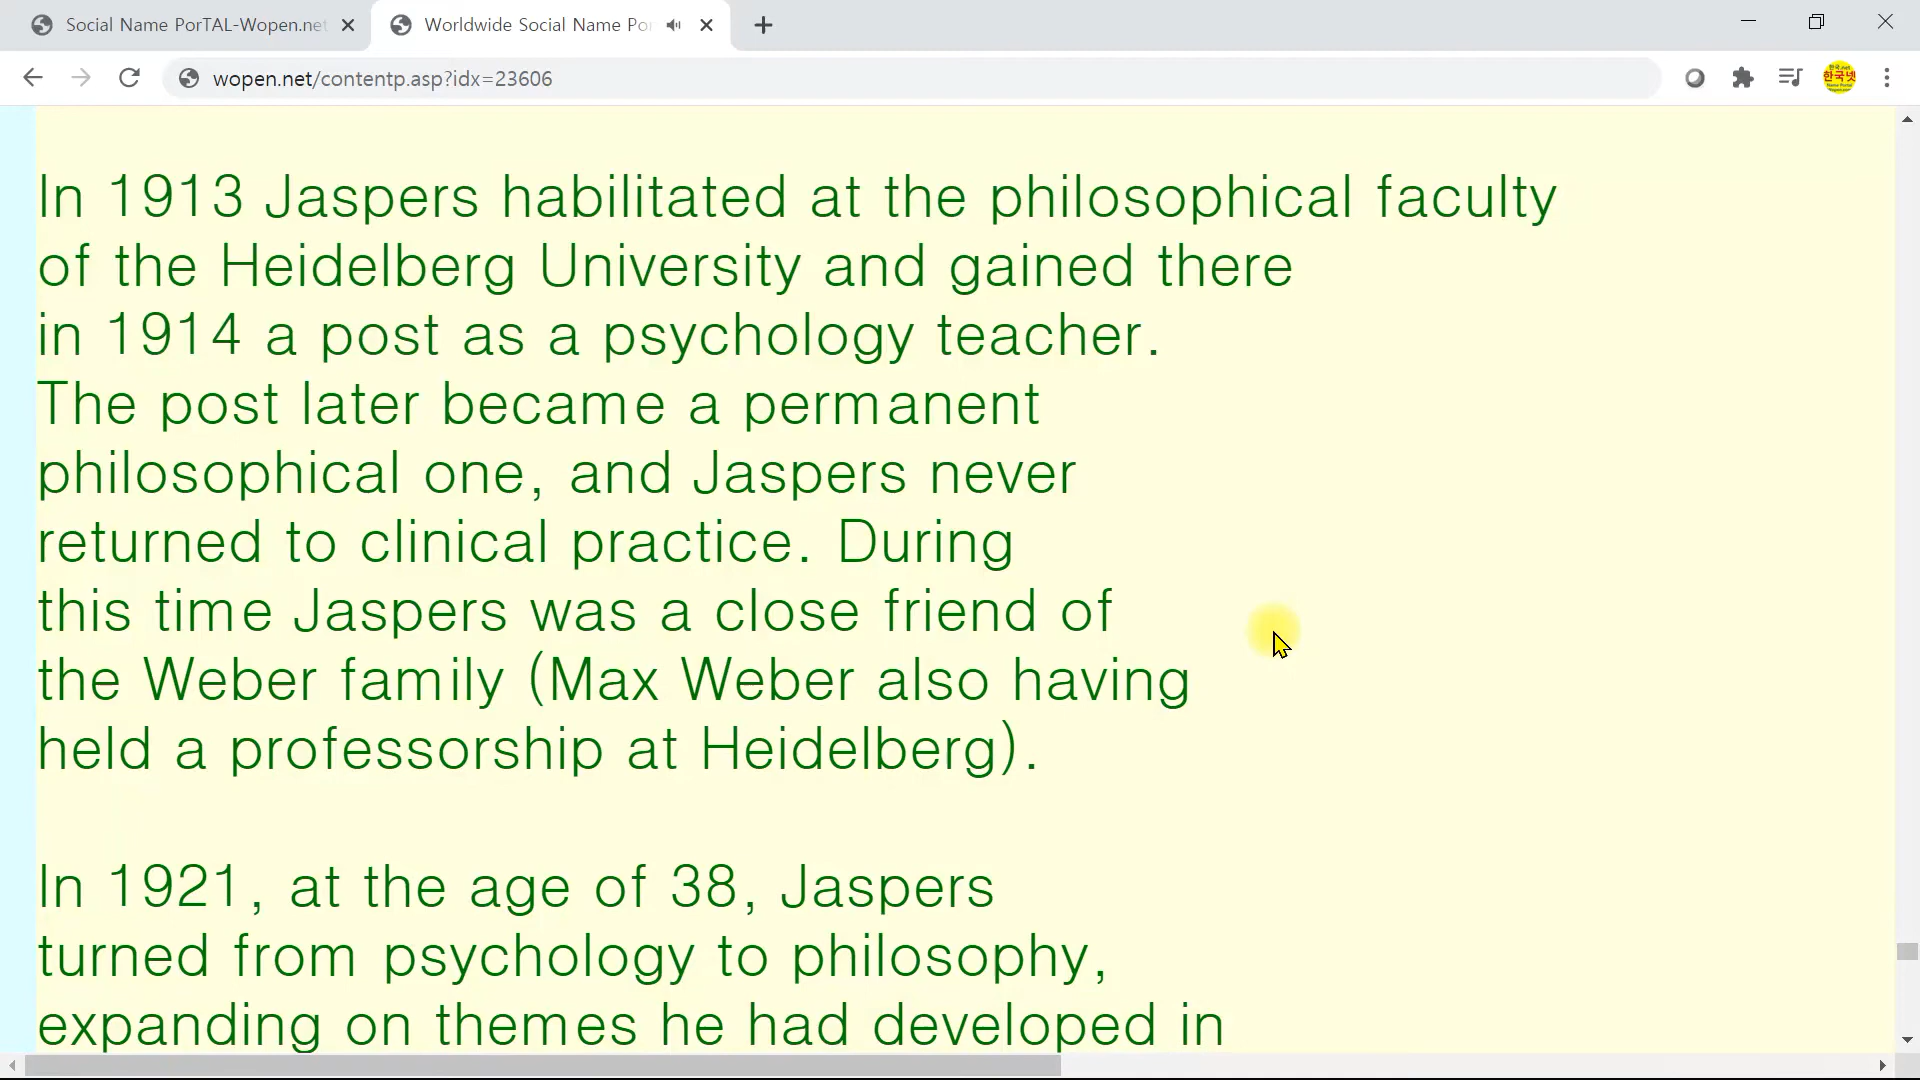 Social Name PorTAL-Wopen.net
Worldwide Social Name Po
wopen.net/contentp.asp?idx=23606
한국넷
In 1913 Jaspers habilitated at the philosophical faculty
of the Heidelberg University and gained there
in 1914 a post as a psychology teacher.
The post later became a permanent
philosophical one, and Jaspers never
returned to clinical practice. During
this time Jaspers was a close friend of
the Weber family (Max Weber also having
held a professorship at Heidelberg).
In 1921, at the age of 38, Jaspers
turned from psychology to philosophy,
expanding on themes he had developed in